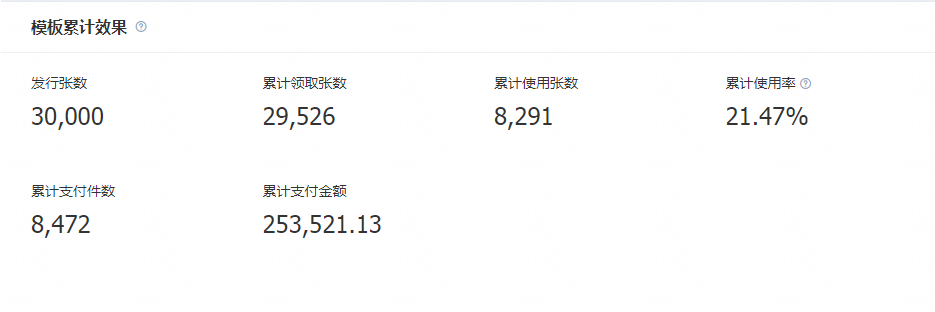 模板累计效果
发行张数 累计领取张数 累计使用张数 累计使用率
30,000 29,526 8,291 21.47%
累计支付件数 累计支付金额
8,472 253,521.13